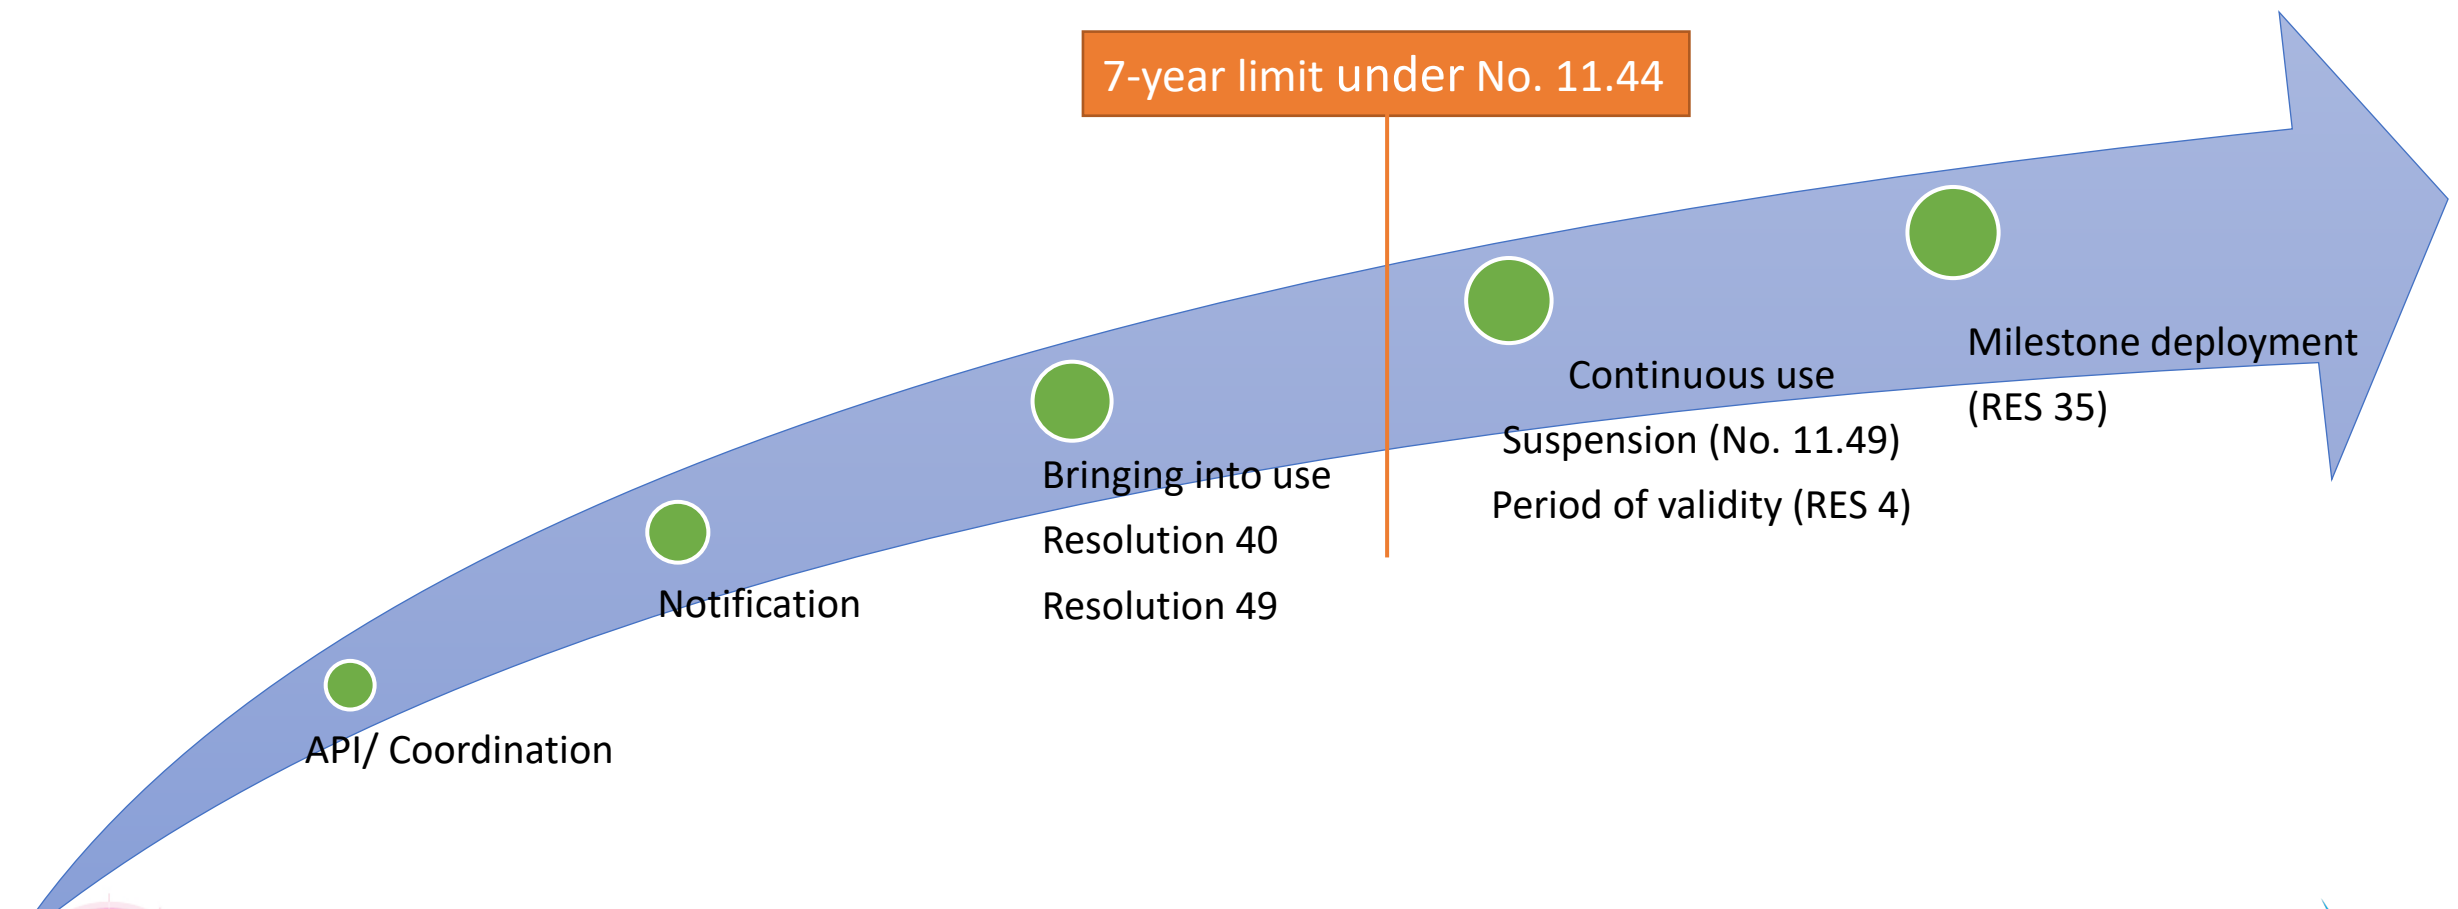 7-year limit under No. 11.44
Milestone deployment
(RES 35)
Continuous use
Suspension (No. 11.49)
Period of validity (RES 4)
Bringing into use
Resolution 40
Resolution 49
Notification
API/ Coordination